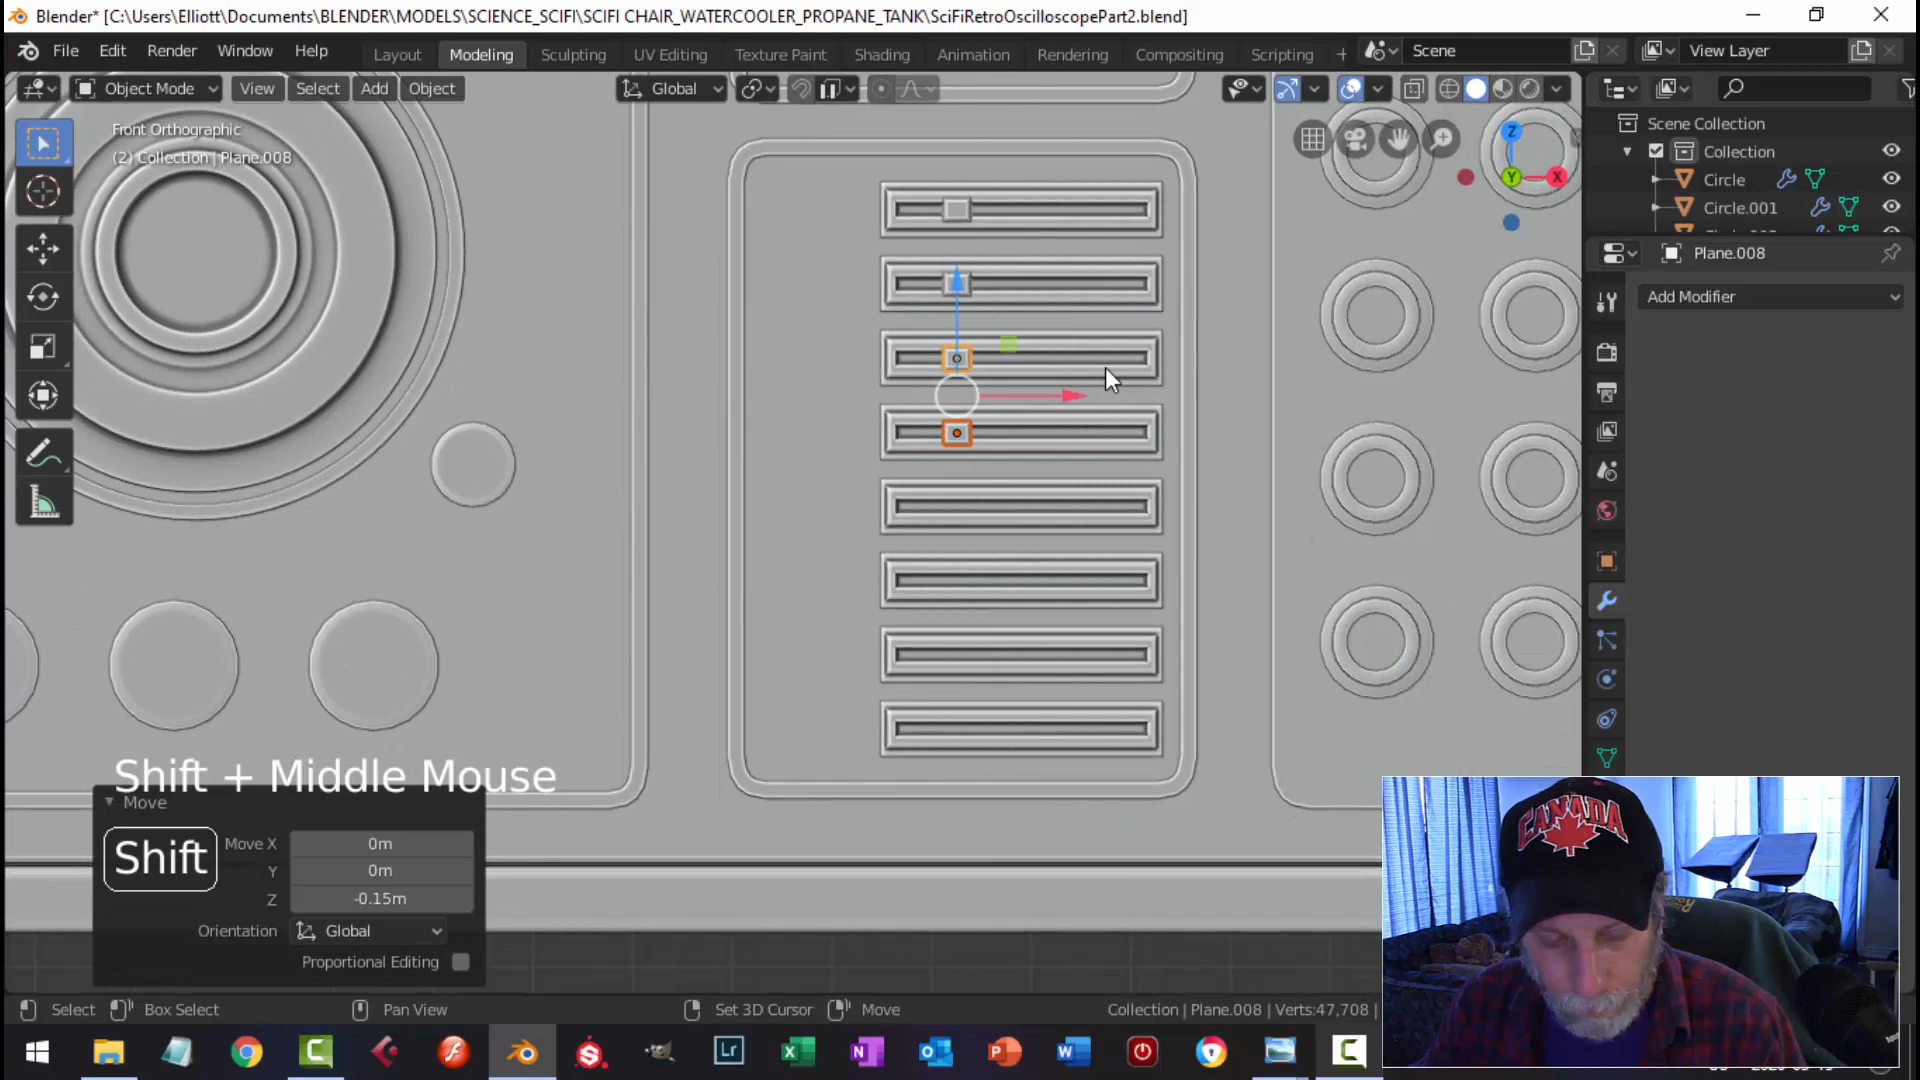 Blender* [C:\Users\Elliott\Documents\BLENDER\MODELS\SCIENCE_SCIFI\SCIFI CHAIR_WATERCOOLER_PROPANE_TANK\SciFiRetroOscilloscopePart2.blend]
File Edit Render Window Help Layout Modeling Sculpting UV Editing Texture Paint Shading Animation Rendering Compositing Scripting + Scene View Layer
Object Mode View Select Add Object Global
Front Orthographic
(2) Collection | Plane.008
Z
Y X
Scene Collection
Collection
Circle
Circle.001
Plane.008
Add Modifier
Shift + Middle Mouse
Move
Shift
Move X 0m
Y 0m
Z -0.15m
Orientation Global
Proportional Editing
CANADA
Select Box Select Pan View Set 3D Cursor Move Collection | Plane.008 | Verts:47,708 |